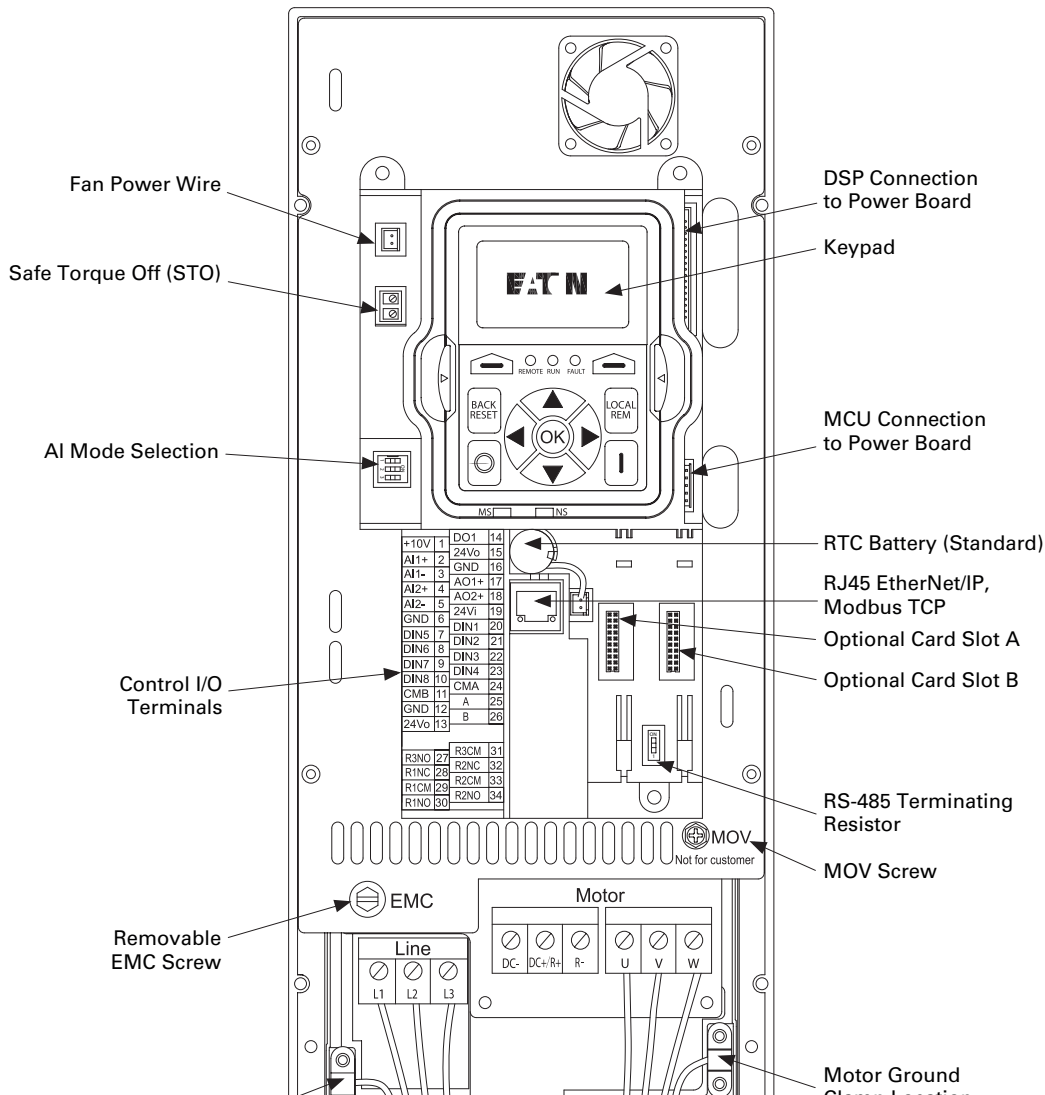 Fan Power Wire
Safe Torque Off (STO)
AI Mode Selection
Control I/O
Terminals
Removable
EMC Screw
DSP Connection
to Power Board
Keypad
MCU Connection
to Power Board
RTC Battery (Standard)
RJ45 EtherNet/IP,
Modbus TCP
Optional Card Slot A
Optional Card Slot B
RS-485 Terminating
Resistor
MOV Screw
Motor Ground
Clamp Location
EATON
REMOTE RUN FAULT
BACK
RESET
LOCAL
REM
OK
MS NS
+10V 1
AI1+ 2
AI1- 3
AI2+ 4
AI2- 5
GND 6
DIN5 7
DIN6 8
DIN7 9
DIN8 10
CMB 11
GND 12
24Vo 13
DO1 14
24Vo 15
GND 16
AO1+ 17
AO2+ 18
24Vi 19
DIN1 20
DIN2 21
DIN3 22
DIN4 23
CMA 24
A 25
B 26
R3NO 27
R1NC 28
R1CM 29
R1NO 30
R3CM 31
R2NC 32
R2CM 33
R2NO 34
ON
MOV
Not for customer
EMC
Line
L1 L2 L3
Motor
DC- DC+/R+ R- U V W